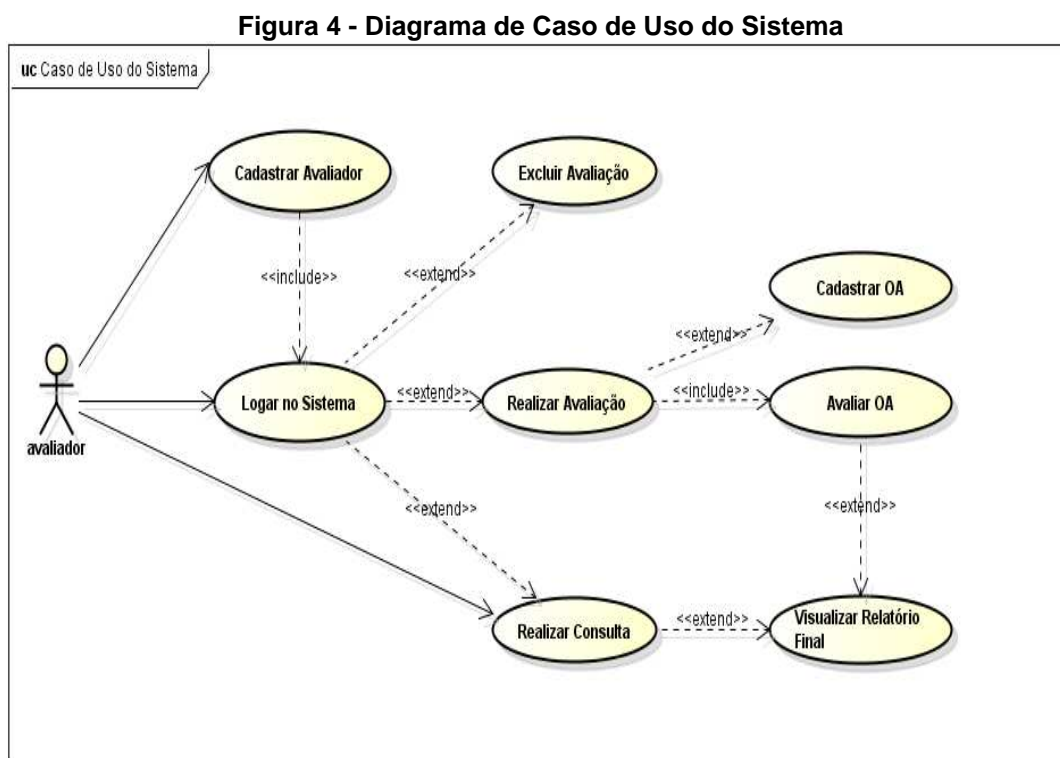 Figura 4 - Diagrama de Caso de Uso do Sistema
uc Caso de Uso do Sistema
Cadastrar Avaliador
Excluir Avaliação
<<include>>
<<extend>>
Cadastrar OA
<<extend>>
Logar no Sistema
<<extend>>
Realizar Avaliação
<<include>>
Avaliar OA
avaliador
<<extend>>
<<extend>>
Realizar Consulta
<<extend>>
Visualizar Relatório
Final